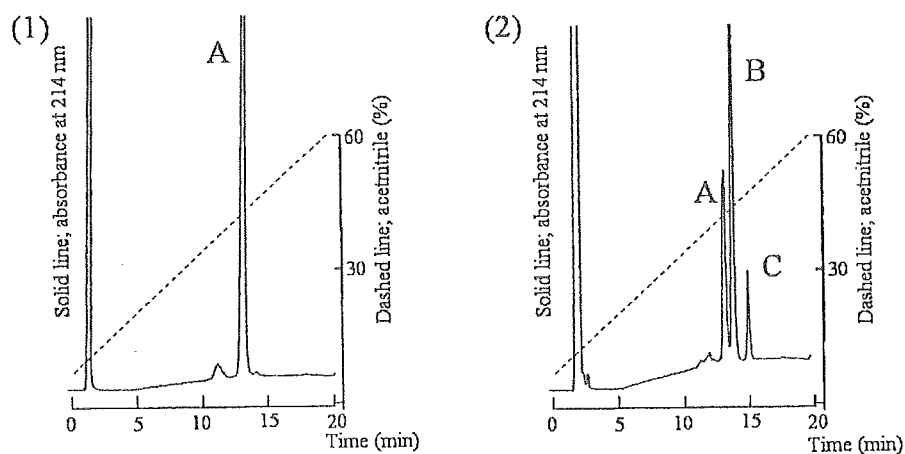 (1)
Solid line; absorbance at 214 nm
A
60
30
Dashed line; acetnitrile (%)
0
5
10
15
20
Time (min)
(2)
Solid line; absorbance at 214 nm
B
A
C
60
30
Dashed line; acetnitrile (%)
0
5
10
15
20
Time (min)